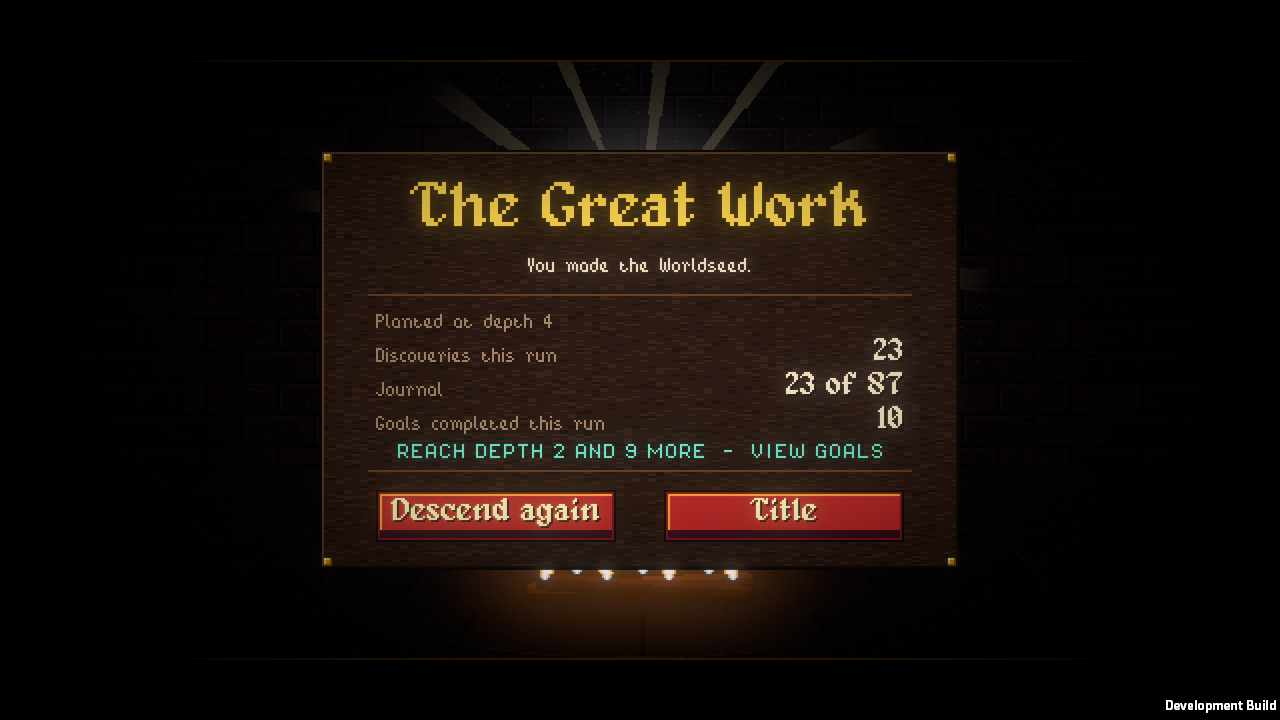 The Great Work
You made the Worldseed.
Planted at depth 4
Discoveries this run 23
Journal 23 of 87
Goals completed this run 10
REACH DEPTH 2 AND 9 MORE - VIEW GOALS
Descend again
Title
Development Build